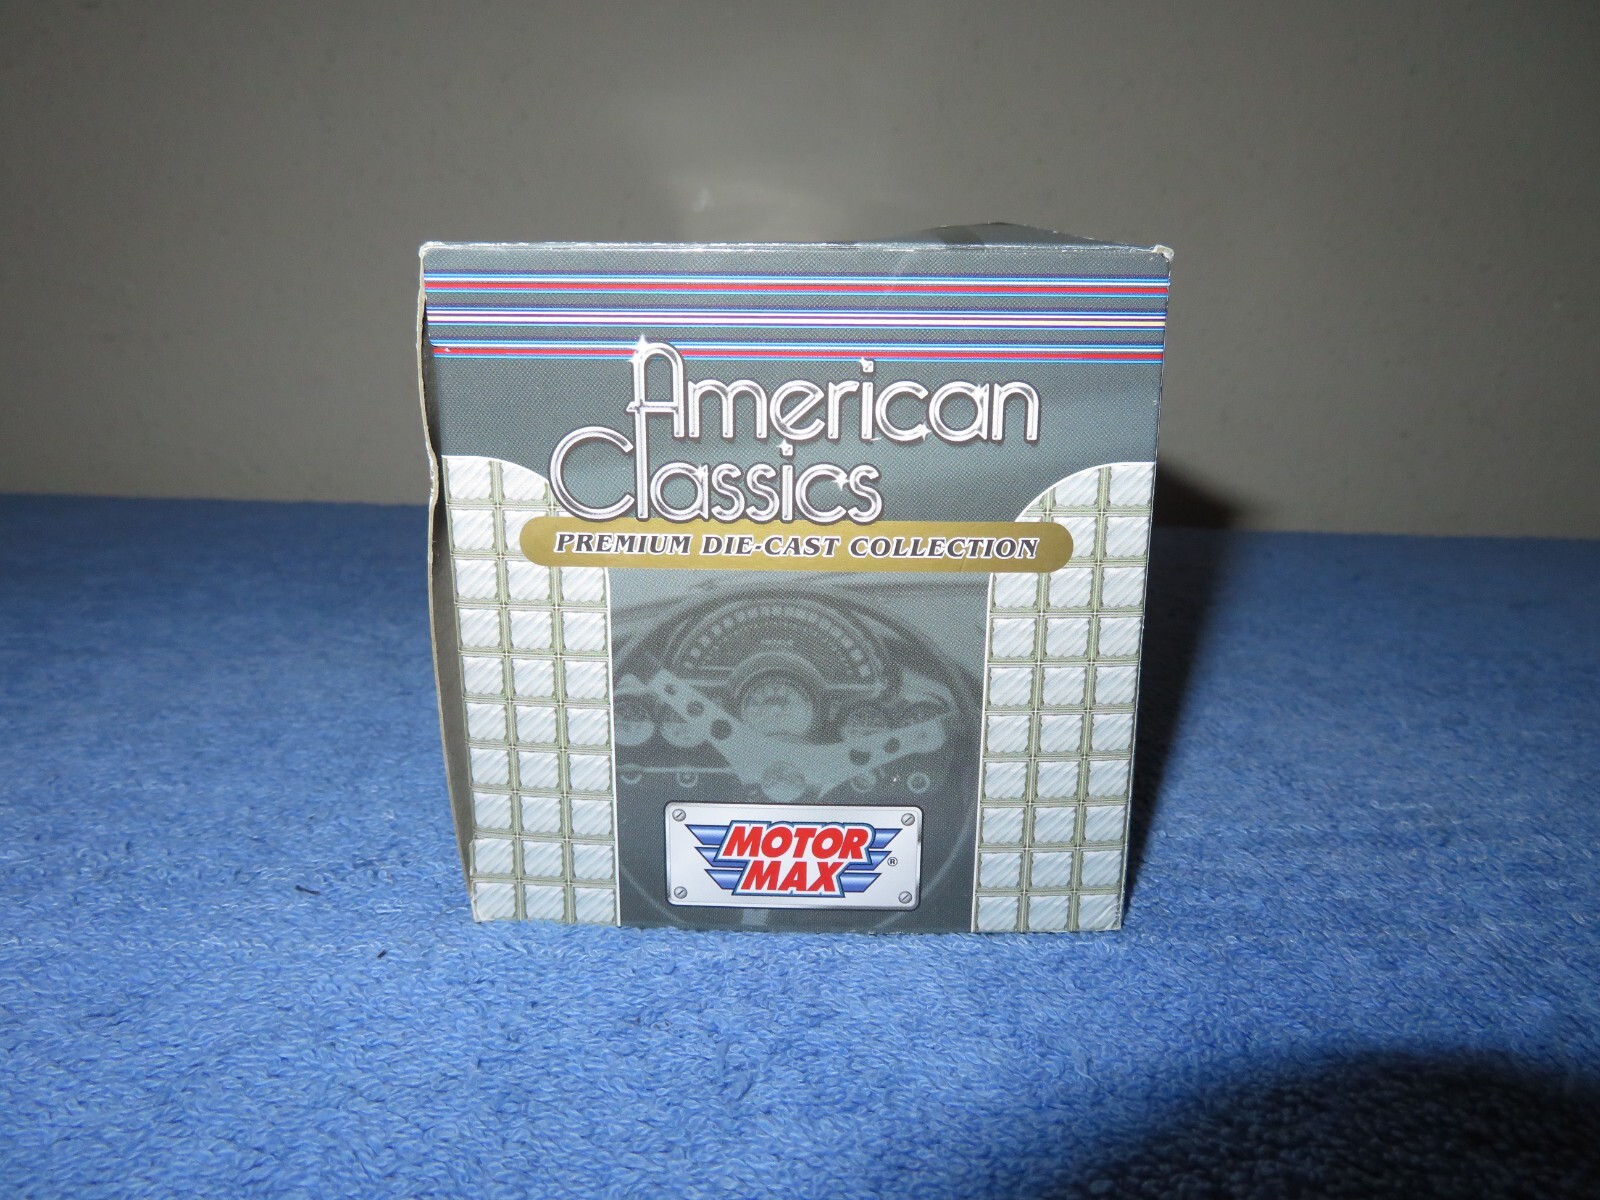 American
Classics
PREMIUM DIE-CAST COLLECTION
MOTOR
MAX ®